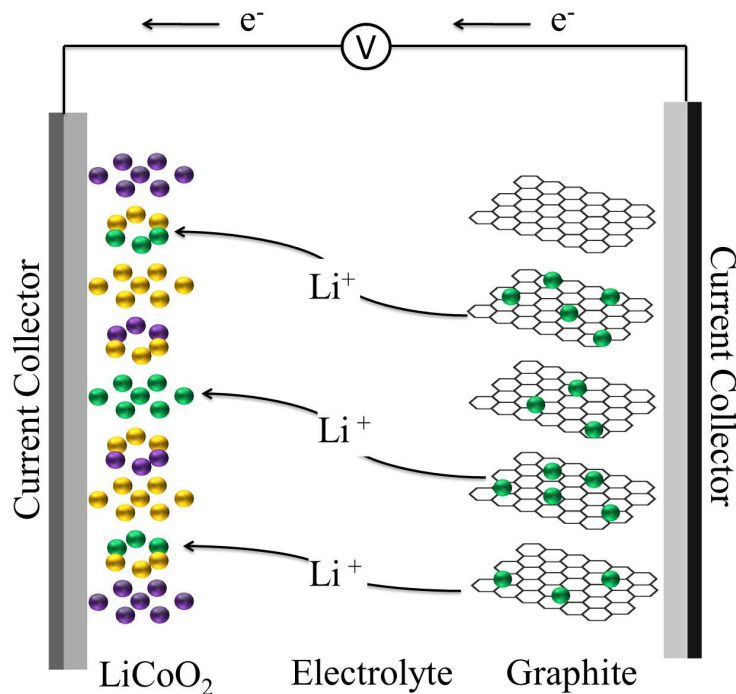 e⁻ e⁻
V
Current Collector
Li⁺
Li⁺
Li⁺
Current Collector
LiCoO₂ Electrolyte Graphite